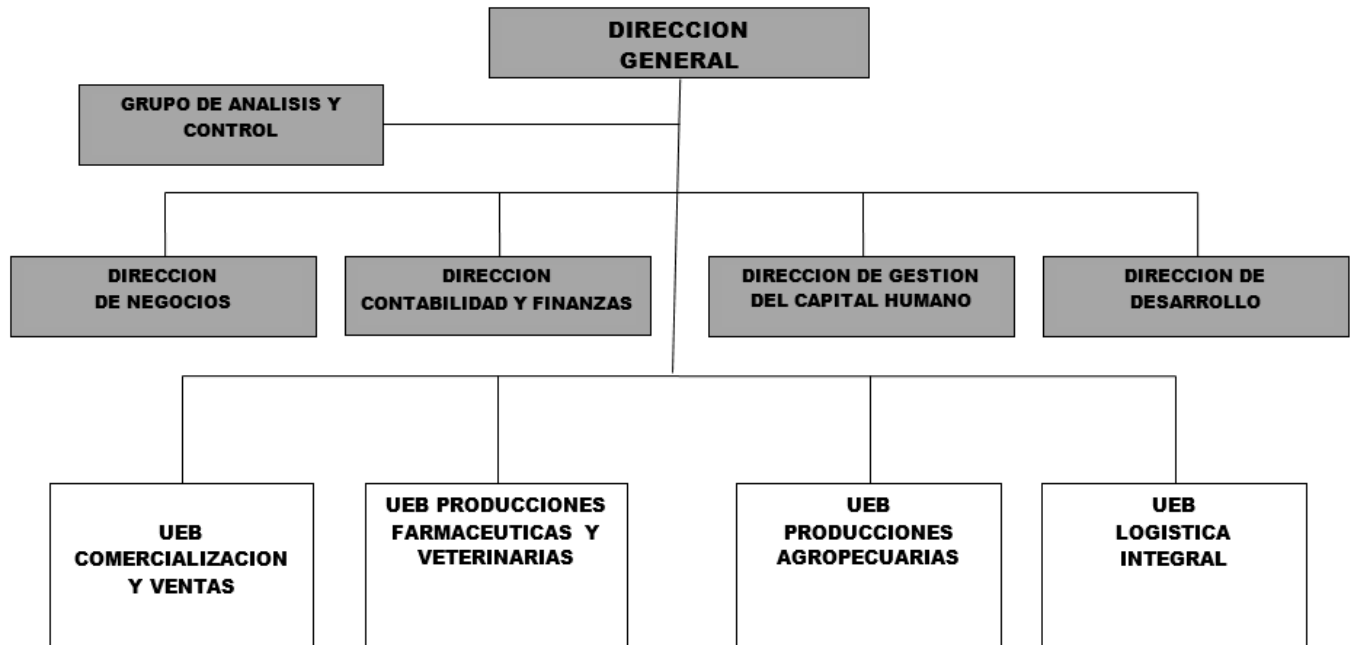 DIRECCION
GENERAL
GRUPO DE ANALISIS Y
CONTROL
DIRECCION
DE NEGOCIOS
DIRECCION
CONTABILIDAD Y FINANZAS
DIRECCION DE GESTION
DEL CAPITAL HUMANO
DIRECCION DE
DESARROLLO
UEB
COMERCIALIZACION
Y VENTAS
UEB PRODUCCIONES
FARMACEUTICAS Y
VETERINARIAS
UEB
PRODUCCIONES
AGROPECUARIAS
UEB
LOGISTICA
INTEGRAL